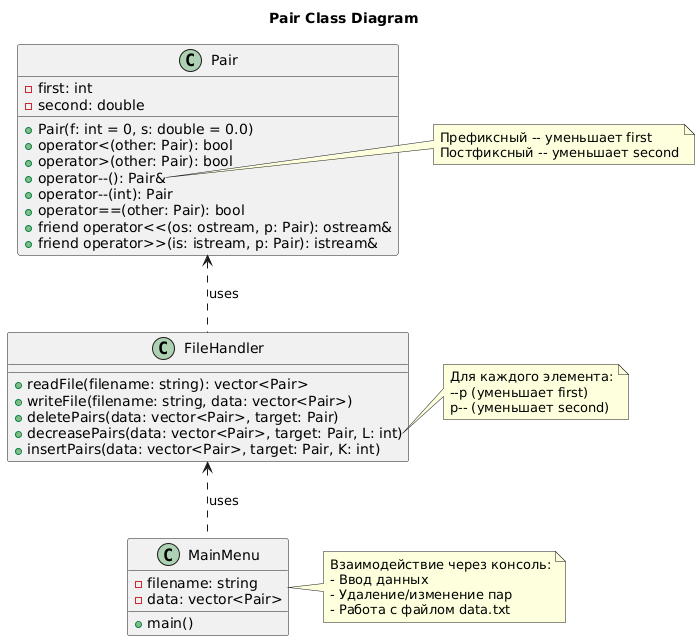 Pair Class Diagram
C Pair
first: int
second: double
Pair(f: int = 0, s: double = 0.0)
operator<(other: Pair): bool
operator>(other: Pair): bool
operator--(): Pair&
operator--(int): Pair
operator==(other: Pair): bool
friend operator<<(os: ostream, p: Pair): ostream&
friend operator>>(is: istream, p: Pair): istream&
Префиксный -- уменьшает first
Постфиксный -- уменьшает second
uses
C FileHandler
readFile(filename: string): vector<Pair>
writeFile(filename: string, data: vector<Pair>)
deletePairs(data: vector<Pair>, target: Pair)
decreasePairs(data: vector<Pair>, target: Pair, L: int)
insertPairs(data: vector<Pair>, target: Pair, K: int)
Для каждого элемента:
--p (уменьшает first)
p-- (уменьшает second)
uses
C MainMenu
filename: string
data: vector<Pair>
main()
Взаимодействие через консоль:
- Ввод данных
- Удаление/изменение пар
- Работа с файлом data.txt